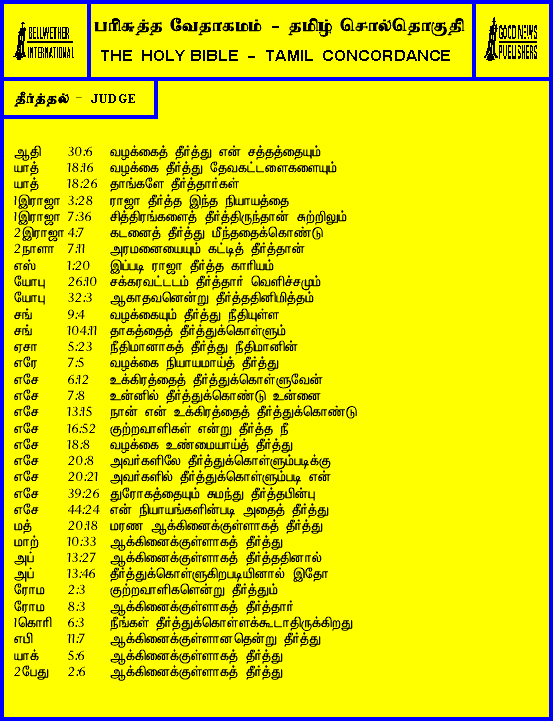 BELLWETHER INTERNATIONAL
பரிசுத்த வேதாகமம் - தமிழ் சொல்தொகுதி
THE HOLY BIBLE - TAMIL CONCORDANCE
GOOD NEWS PUBLISHERS
தீர்த்தல் - JUDGE
ஆதி 30:6 வழக்கைத் தீர்த்து என் சத்தத்தையும்
யாத் 18:16 வழக்கை தீர்த்து தேவகட்டளைகளையும்
யாத் 18:26 தாங்களே தீர்த்தார்கள்
1இராஜா 3:28 ராஜா தீர்த்த இந்த நியாயத்தை
1இராஜா 7:36 சித்திரங்களைத் தீர்த்திருந்தான் சுற்றிலும்
2இராஜா 4:7 கடனைத் தீர்த்து மீந்ததைக்கொண்டு
2நாளா 7:11 அரமனையையும் கட்டித் தீர்த்தான்
எஸ் 1:20 இப்படி ராஜா தீர்த்த காரியம்
யோபு 26:10 சக்கரவட்டடம் தீர்த்தார் வெளிச்சமும்
யோபு 32:3 ஆகாதவனென்று தீர்த்ததினிமித்தம்
சங் 9:4 வழக்கையும் தீர்த்து நீதியுள்ள
சங் 104:11 தாகத்தைத் தீர்த்துக்கொள்ளும்
ஏசா 5:23 நீதிமானாகத் தீர்த்து நீதிமானின்
எரே 7:5 வழக்கை நியாயமாய்த் தீர்த்து
எசே 6:12 உக்கிரத்தைத் தீர்த்துக்கொள்ளுவேன்
எசே 7:8 உன்னில் தீர்த்துக்கொண்டு உன்னை
எசே 13:15 நான் என் உக்கிரத்தைத் தீர்த்துக்கொண்டு
எசே 16:52 குற்றவாளிகள் என்று தீர்த்த நீ
எசே 18:8 வழக்கை உண்மையாய்த் தீர்த்து
எசே 20:8 அவர்களிலே தீர்த்துக்கொள்ளும்படிக்கு
எசே 20:21 அவர்களில் தீர்த்துக்கொள்ளும்படி என்
எசே 39:26 துரோகத்தையும் சுமந்து தீர்த்தபின்பு
எசே 44:24 என் நியாயங்களின்படி அதைத் தீர்த்து
மத் 20:18 மரண ஆக்கினைக்குள்ளாகத் தீர்த்து
மாற் 10:33 ஆக்கினைக்குள்ளாகத் தீர்த்து
அப் 13:27 ஆக்கினைக்குள்ளாகத் தீர்த்ததினால்
அப் 13:46 தீர்த்துக்கொள்ளுகிறபடியினால் இதோ
ரோம 2:3 குற்றவாளிகளென்று தீர்த்தும்
ரோம 8:3 ஆக்கினைக்குள்ளாகத் தீர்த்தார்
1கொரி 6:3 நீங்கள் தீர்த்துக்கொள்ளக்கூடாதிருக்கிறது
எபி 11:7 ஆக்கினைக்குள்ளானதென்று தீர்த்து
யாக் 5:6 ஆக்கினைக்குள்ளாகத் தீர்த்து
2பேது 2:6 ஆக்கினைக்குள்ளாகத் தீர்த்து